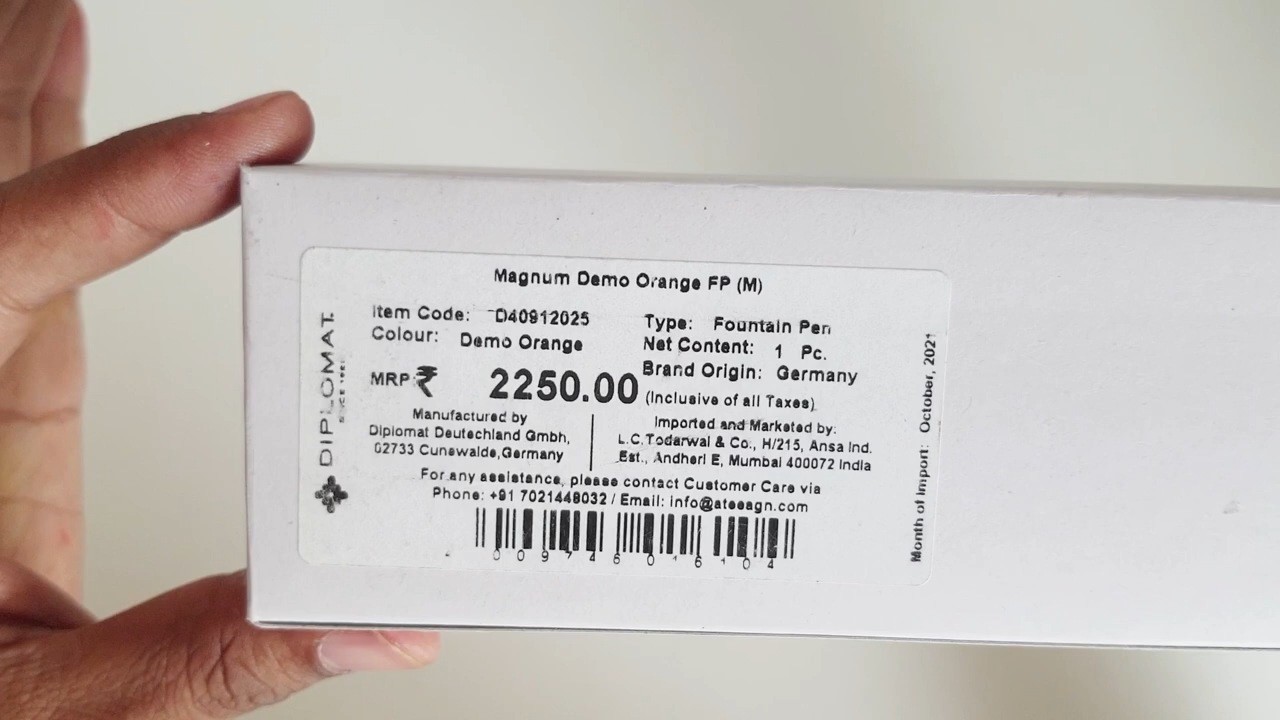 Magnum Demo Orange FP (M)
Item Code: D40912025
Colour: Demo Orange
MRP ₹ 2250.00
Type: Fountain Pen
Net Content: 1 Pc.
Brand Origin: Germany
(Inclusive of all Taxes)
Manufactured by
Diplomat Deutechland Gmbh,
02733 Cunewalde,Germany
Imported and Marketed by:
L.C.Todarwal & Co., H/215, Ansa Ind.
Est., Andheri E, Mumbai 400072 India
For any assistance, please contact Customer Care via
Phone: +91 7021448032 / Email: info@ateeagn.com
009746016104
DIPLOMAT
Month of Import: October, 2021